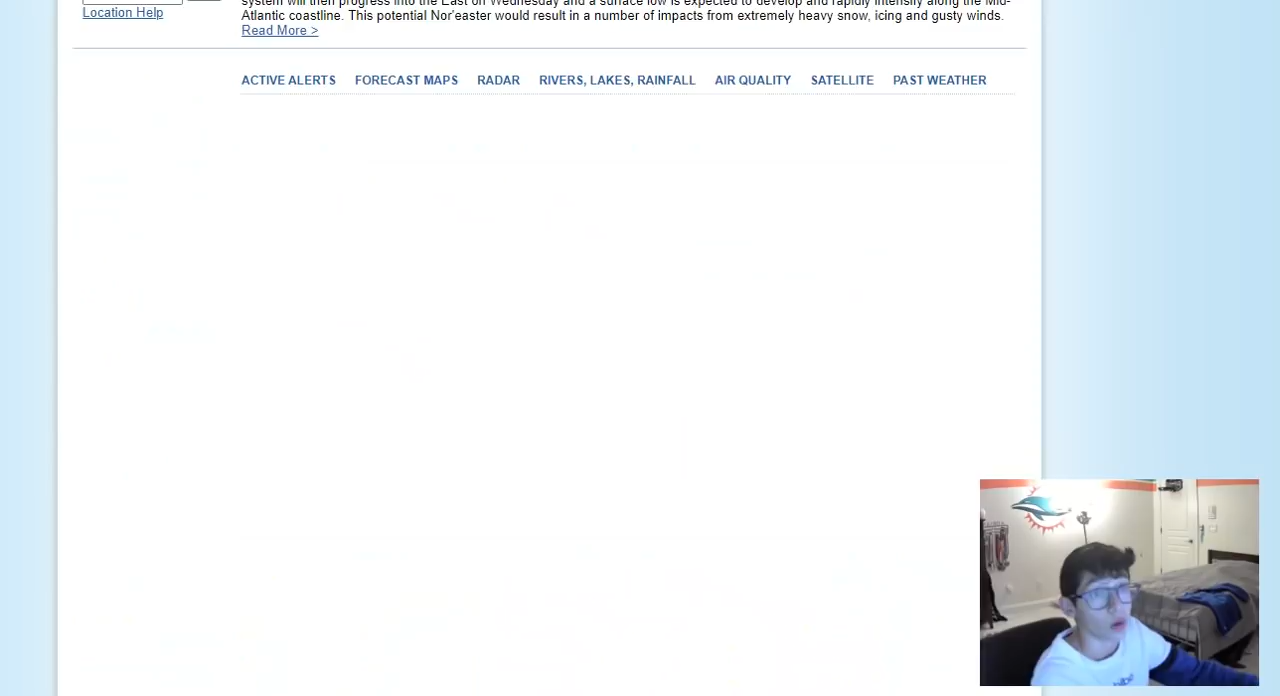 Location Help
system will then progress into the East on Wednesday and a surface low is expected to develop and rapidly intensify along the Mid-
Atlantic coastline. This potential Nor'easter would result in a number of impacts from extremely heavy snow, icing and gusty winds.
Read More >
ACTIVE ALERTS FORECAST MAPS RADAR RIVERS, LAKES, RAINFALL AIR QUALITY SATELLITE PAST WEATHER